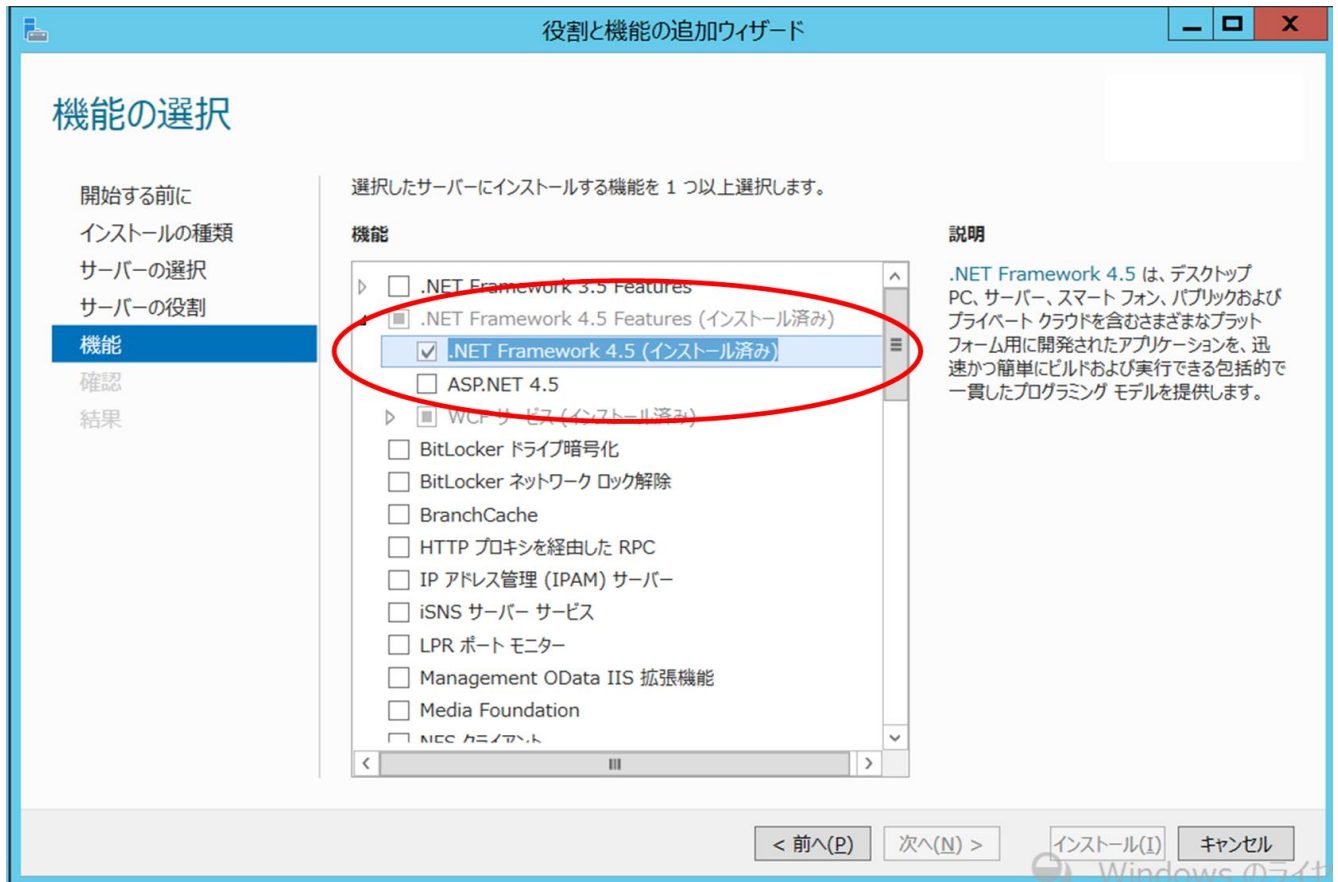 役割と機能の追加ウィザード
機能の選択
開始する前に
インストールの種類
サーバーの選択
サーバーの役割
機能
確認
結果
選択したサーバーにインストールする機能を 1 つ以上選択します。
機能
.NET Framework 3.5 Features
.NET Framework 4.5 Features (インストール済み)
.NET Framework 4.5 (インストール済み)
ASP.NET 4.5
WCF サービス (インストール済み)
BitLocker ドライブ暗号化
BitLocker ネットワーク ロック解除
BranchCache
HTTP プロキシを経由した RPC
IP アドレス管理 (IPAM) サーバー
iSNS サーバー サービス
LPR ポート モニター
Management OData IIS 拡張機能
Media Foundation
NFS クライアント
説明
.NET Framework 4.5 は、デスクトップ
PC、サーバー、スマート フォン、パブリックおよび
プライベート クラウドを含むさまざまなプラット
フォーム用に開発されたアプリケーションを、迅
速かつ簡単にビルドおよび実行できる包括的で
一貫したプログラミング モデルを提供します。
< 前へ(P)
次へ(N) >
インストール(I)
キャンセル
Windows のライセ